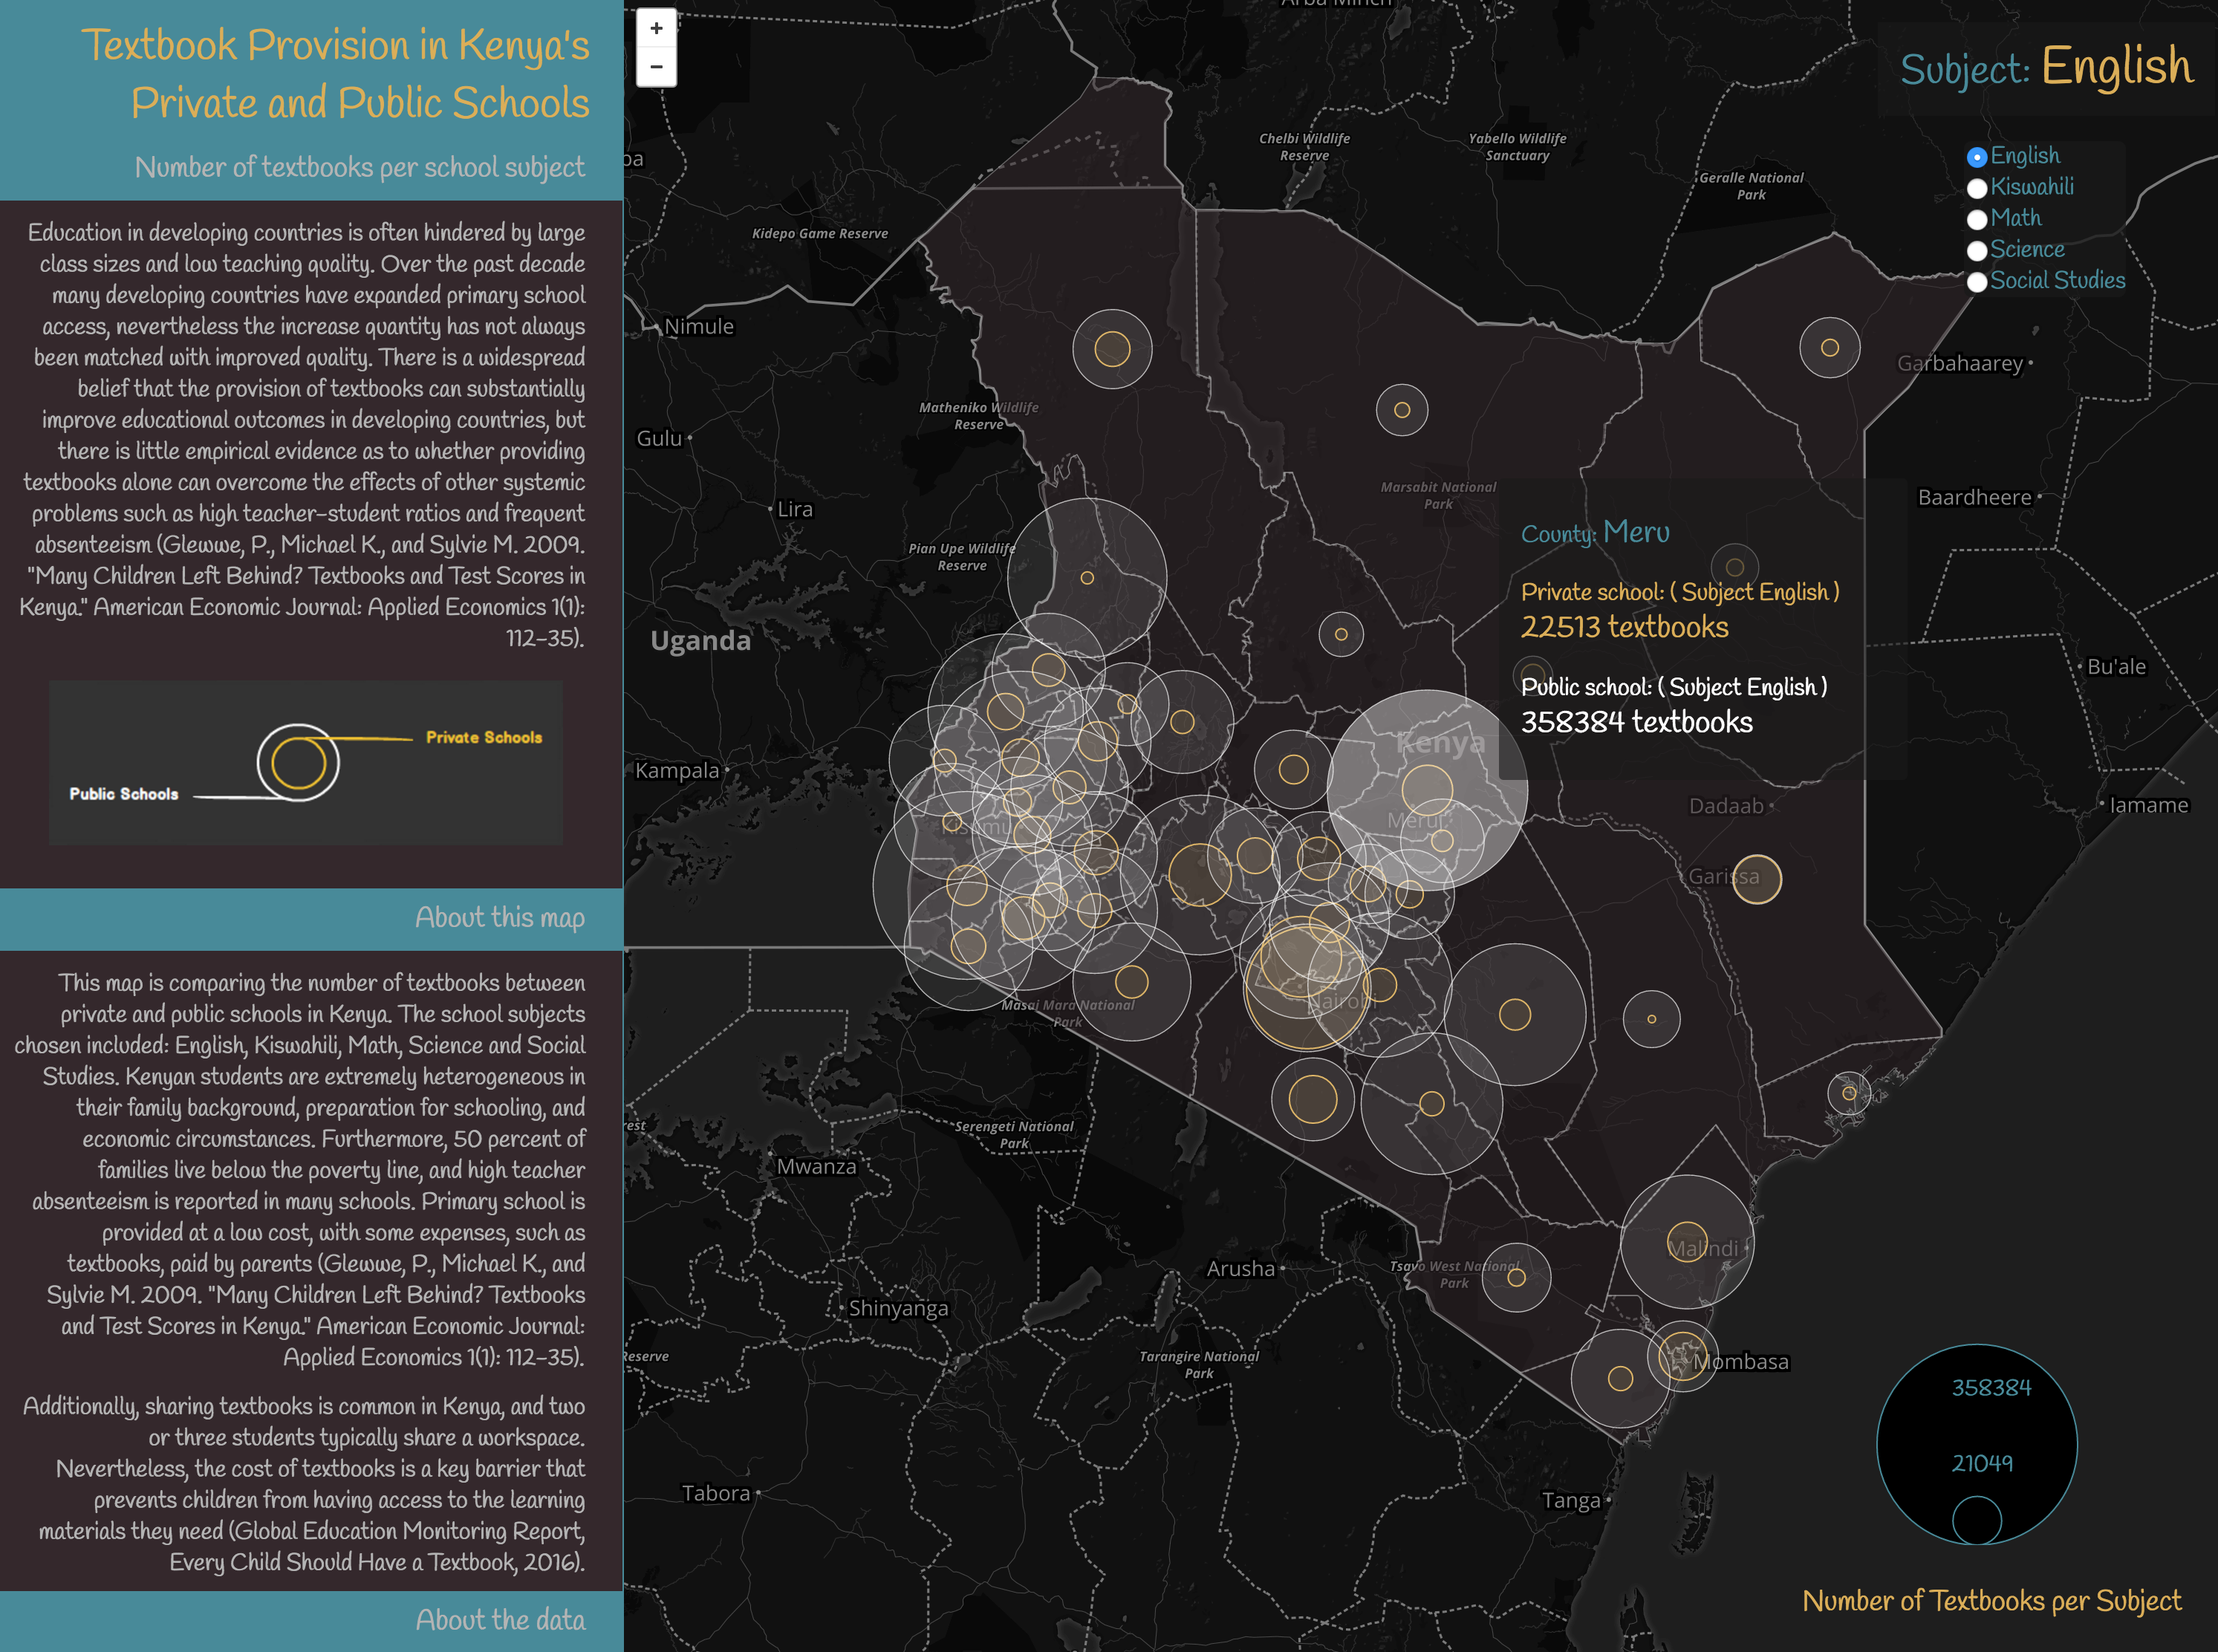 Textbook Provision in Kenya's
Private and Public Schools
Number of textbooks per school subject
Education in developing countries is often hindered by large
class sizes and low teaching quality. Over the past decade
many developing countries have expanded primary school
access, nevertheless the increase quantity has not always
been matched with improved quality. There is a widespread
belief that the provision of textbooks can substantially
improve educational outcomes in developing countries, but
there is little empirical evidence as to whether providing
textbooks alone can overcome the effects of other systemic
problems such as high teacher-student ratios and frequent
absenteeism (Glewwe, P., Michael K., and Sylvie M. 2009.
"Many Children Left Behind? Textbooks and Test Scores in
Kenya." American Economic Journal: Applied Economics 1(1):
112-35).
Private Schools
Public Schools
About this map
This map is comparing the number of textbooks between
private and public schools in Kenya. The school subjects
chosen included: English, Kiswahili, Math, Science and Social
Studies. Kenyan students are extremely heterogeneous in
their family background, preparation for schooling, and
economic circumstances. Furthermore, 50 percent of
families live below the poverty line, and high teacher
absenteeism is reported in many schools. Primary school is
provided at a low cost, with some expenses, such as
textbooks, paid by parents (Glewwe, P., Michael K., and
Sylvie M. 2009. "Many Children Left Behind? Textbooks
and Test Scores in Kenya." American Economic Journal:
Applied Economics 1(1): 112-35).
Additionally, sharing textbooks is common in Kenya, and two
or three students typically share a workspace.
Nevertheless, the cost of textbooks is a key barrier that
prevents children from having access to the learning
materials they need (Global Education Monitoring Report,
Every Child Should Have a Textbook, 2016).
About the data
+
−
Subject: English
English
Kiswahili
Math
Science
Social Studies
Chelbi Wildlife
Reserve
Yabello Wildlife
Sanctuary
Geralle National
Park
Kidepo Game Reserve
Nimule
Garbahaarey
Matheniko Wildlife
Reserve
Gulu
Marsabit National
Park
Baardheere
Lira
Pian Upe Wildlife
Reserve
County: Meru
Private school: ( Subject English )
22513 textbooks
Public school: ( Subject English )
358384 textbooks
Uganda
Bu'ale
Kenya
Kampala
Dadaab
Jamame
Meru
Kisumu
Garissa
Nairobi
Masai Mara National
Park
Serengeti National
Park
Mwanza
Malindi
Arusha
Tsavo West National
Park
Shinyanga
Reserve
Tarangire National
Park
Mombasa
358384
21049
Tabora
Tanga
Number of Textbooks per Subject